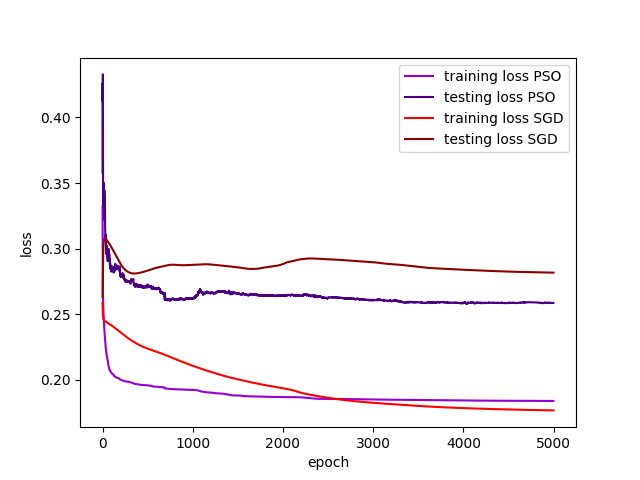 training loss PSO
testing loss PSO
training loss SGD
testing loss SGD
0.40
0.35
0.30
0.25
0.20
loss
0
1000
2000
3000
4000
5000
epoch